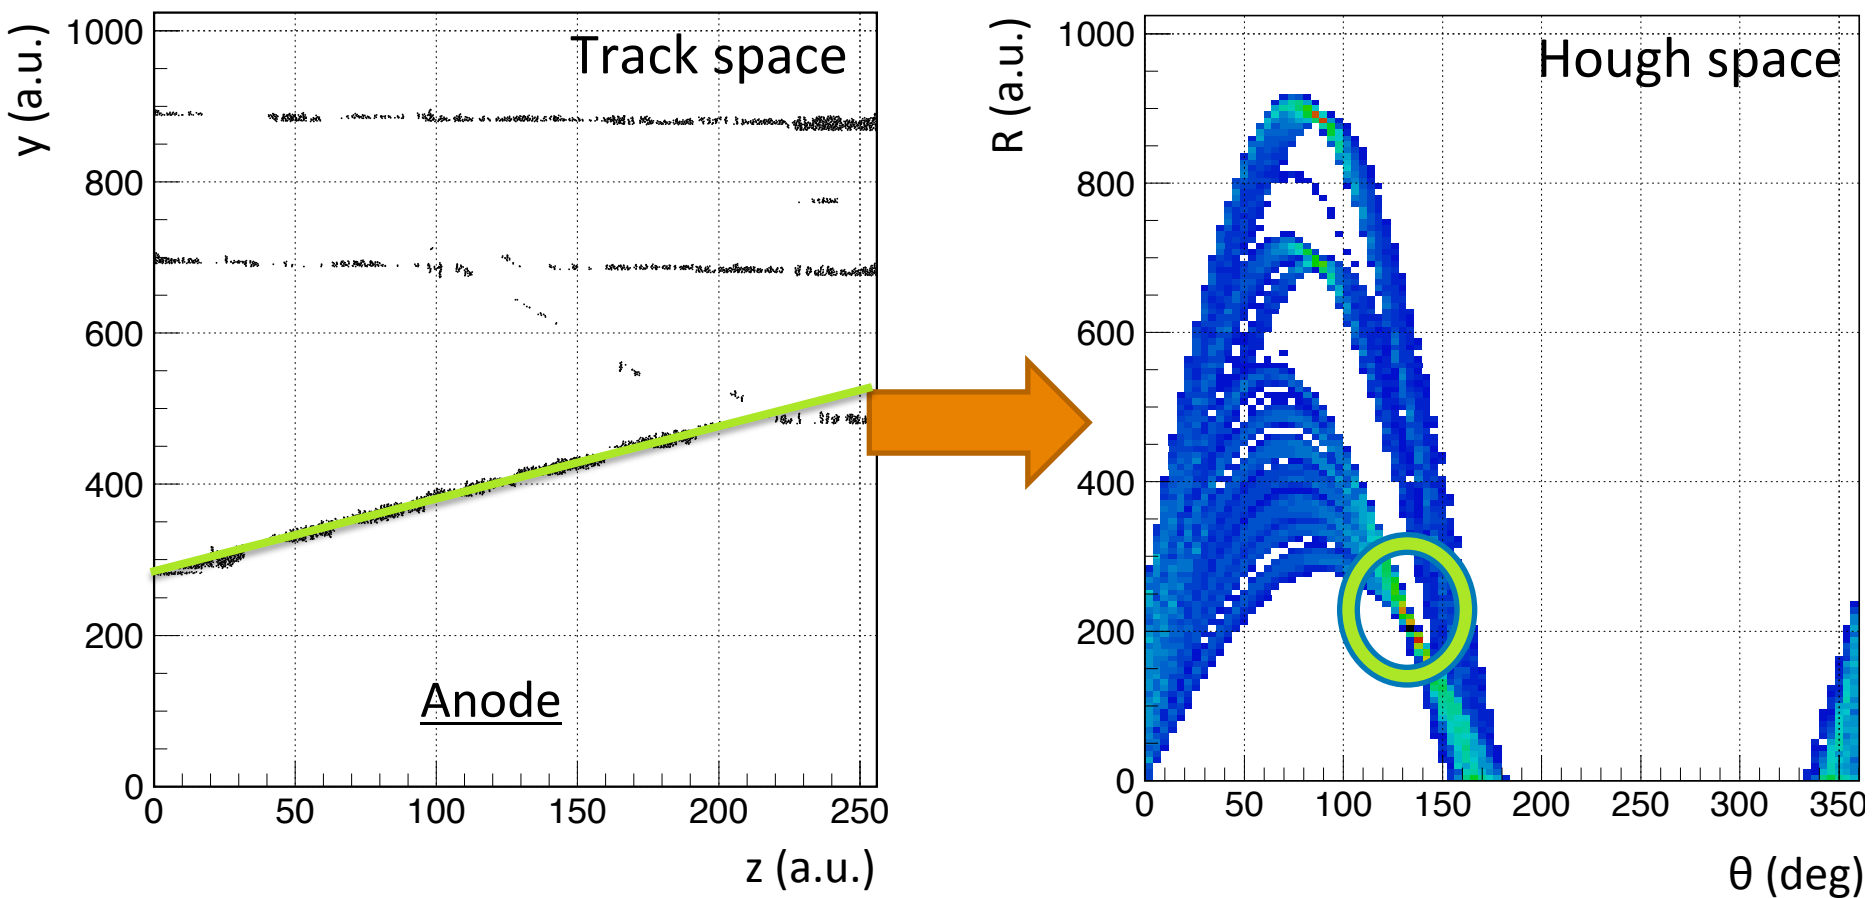 Track space
y (a.u.)
1000
800
600
400
200
0
Anode
0 50 100 150 200 250
z (a.u.)
Hough space
R (a.u.)
1000
800
600
400
200
0
0 50 100 150 200 250 300 350
θ (deg)